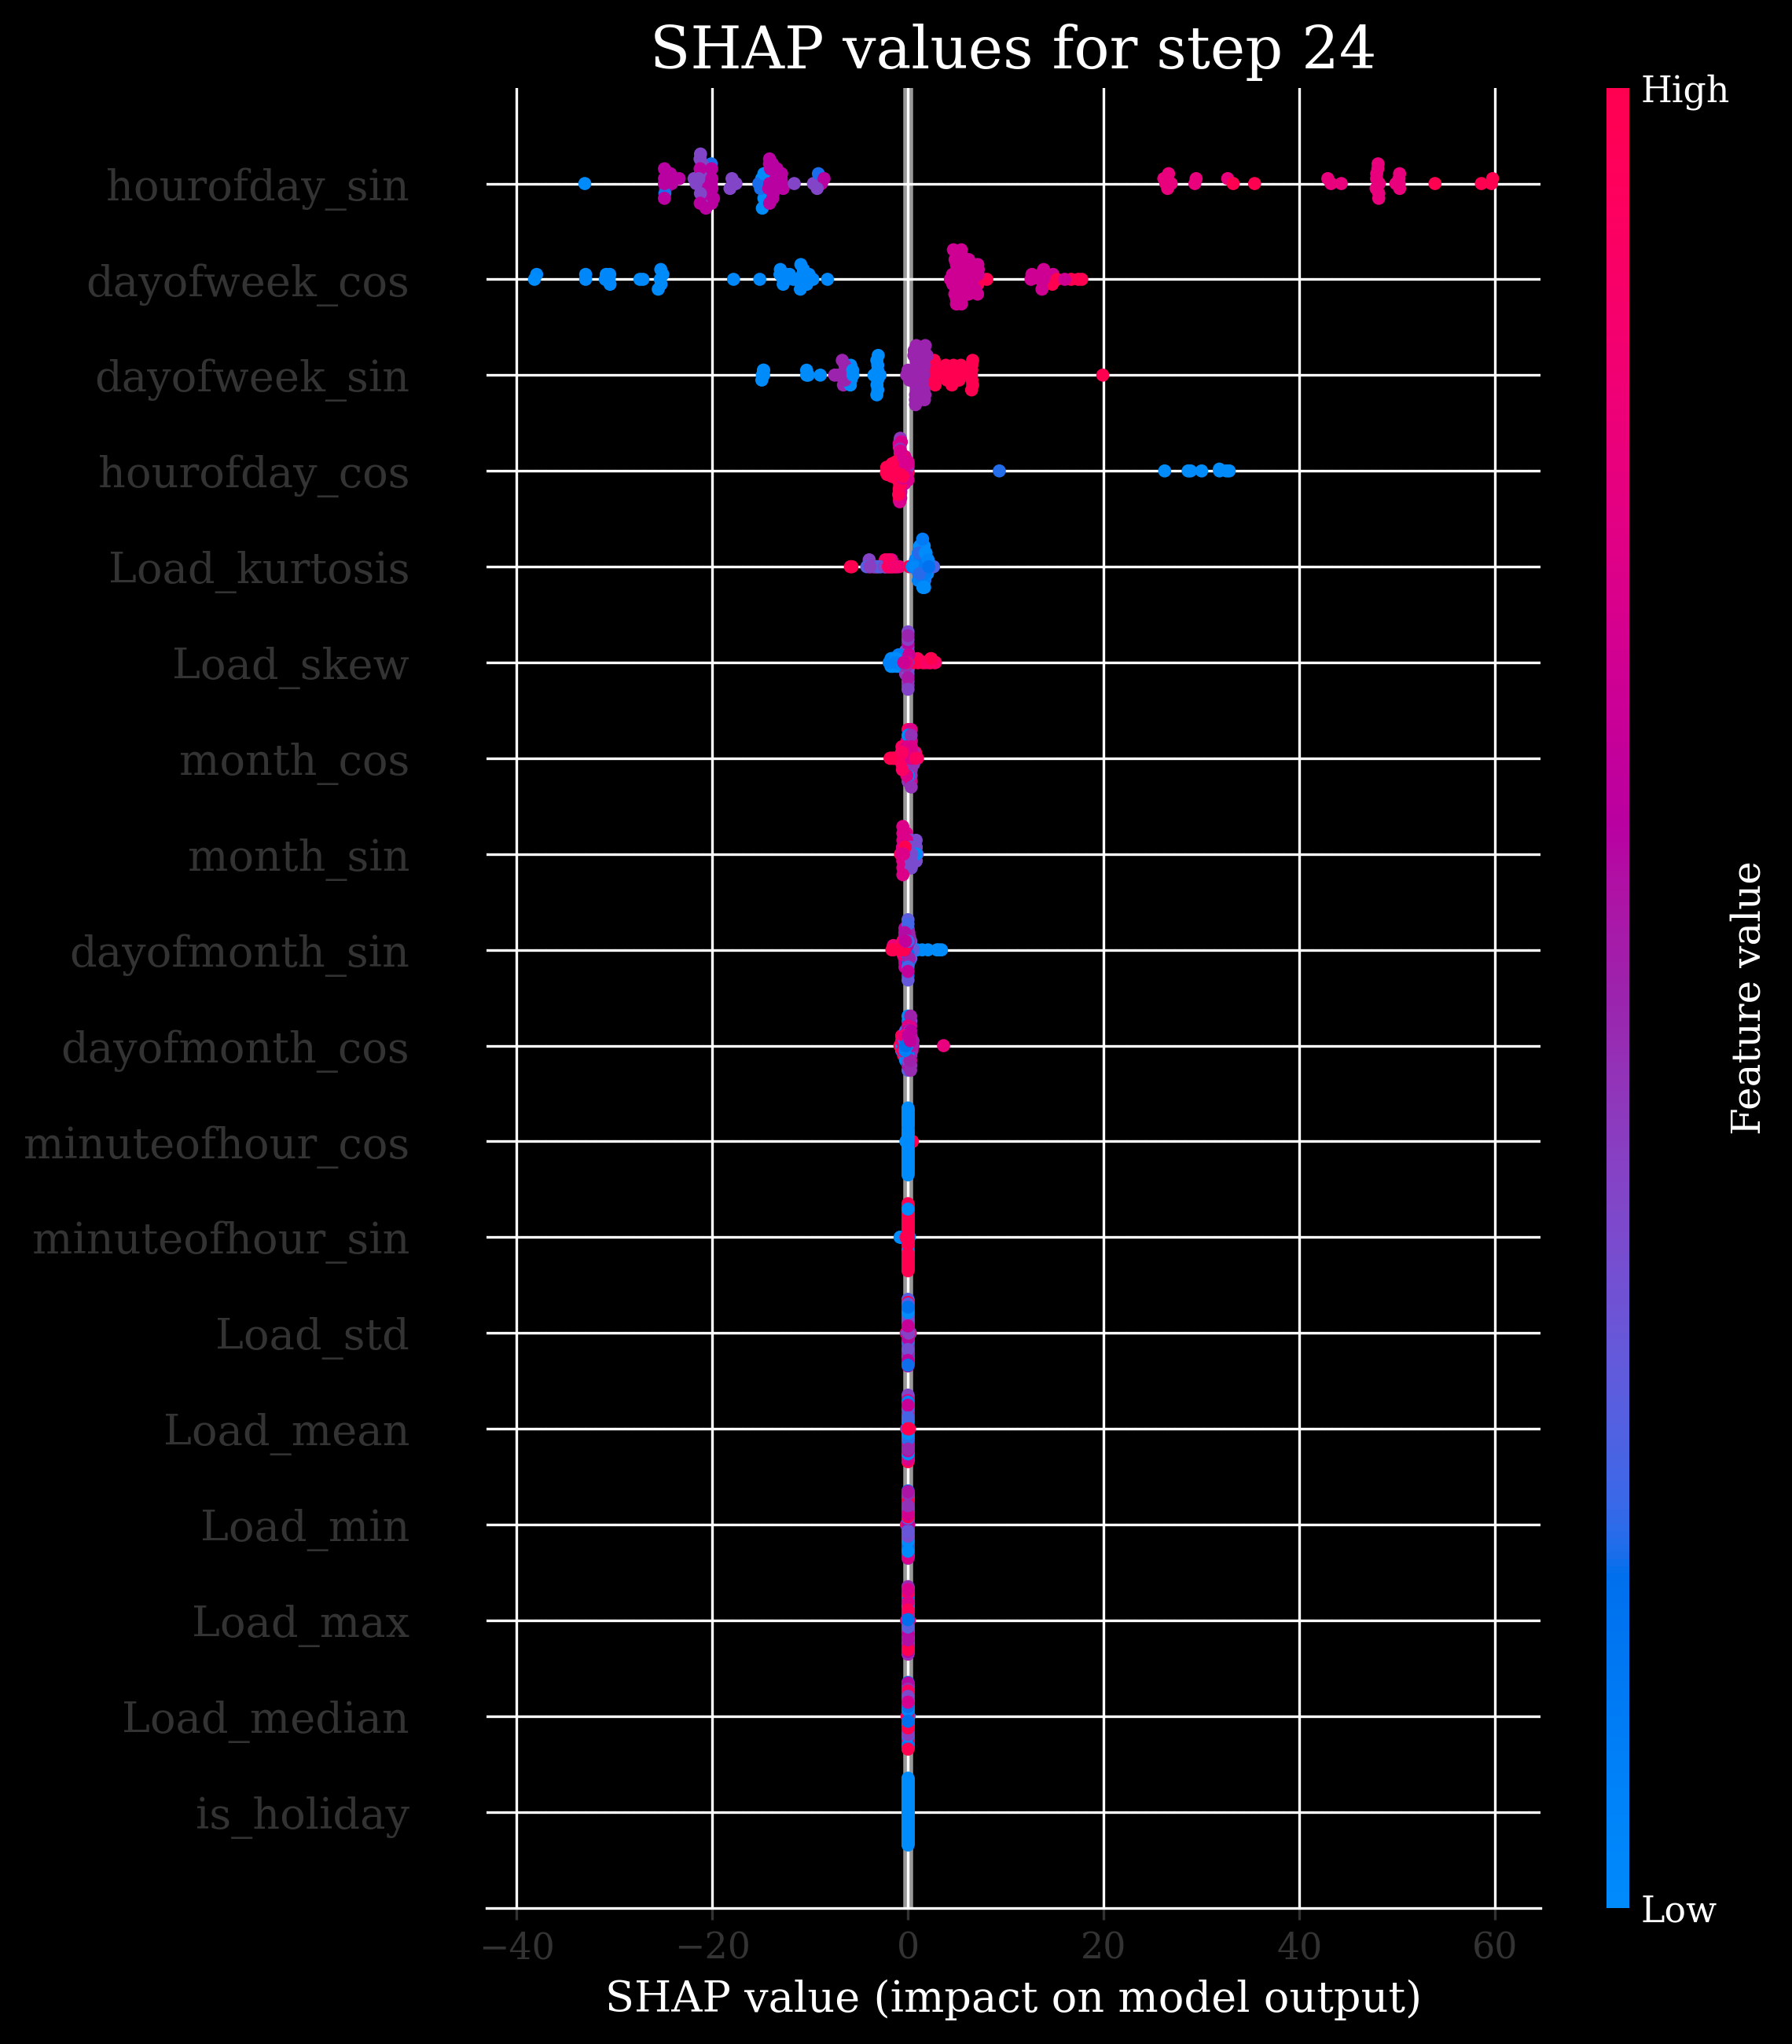 SHAP values for step 24
High
hourofday_sin
dayofweek_cos
dayofweek_sin
hourofday_cos
Load_kurtosis
Load_skew
month_cos
month_sin
dayofmonth_sin
dayofmonth_cos
minuteofhour_cos
minuteofhour_sin
Load_std
Load_mean
Load_min
Load_max
Load_median
is_holiday
Feature value
Low
−40 −20 0 20 40 60
SHAP value (impact on model output)